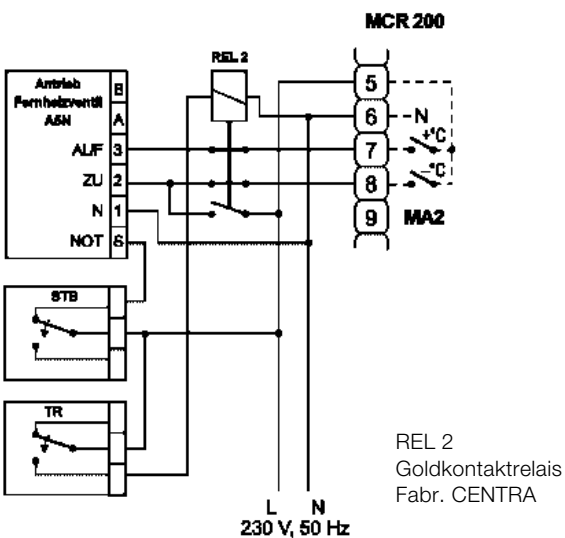 MCR 200
REL 2
Antrieb
Fernheizventil
A5N
B
A
AUF 3
ZU 2
N 1
NOT S
5
6 -N
7 +°C
8 -°C
9 MA2
STB
TR
REL 2
Goldkontaktrelais
Fabr. CENTRA
L N
230 V, 50 Hz